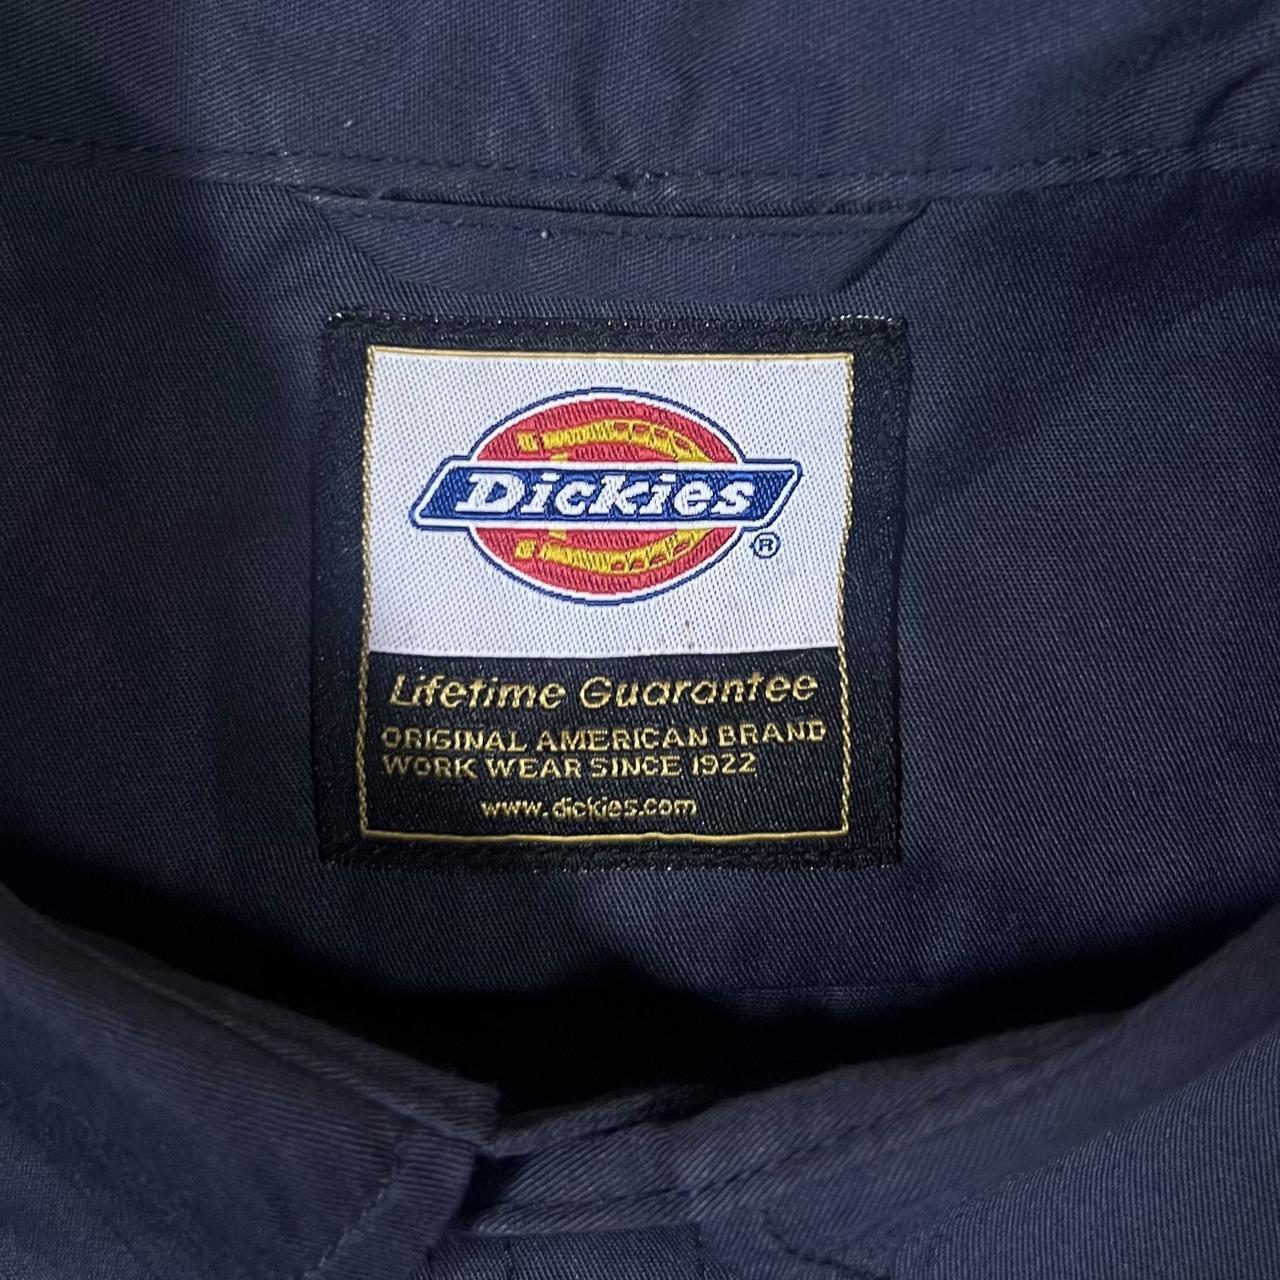 Dickies
®
Lifetime Guarantee
ORIGINAL AMERICAN BRAND
WORK WEAR SINCE 1922
www.dickies.com